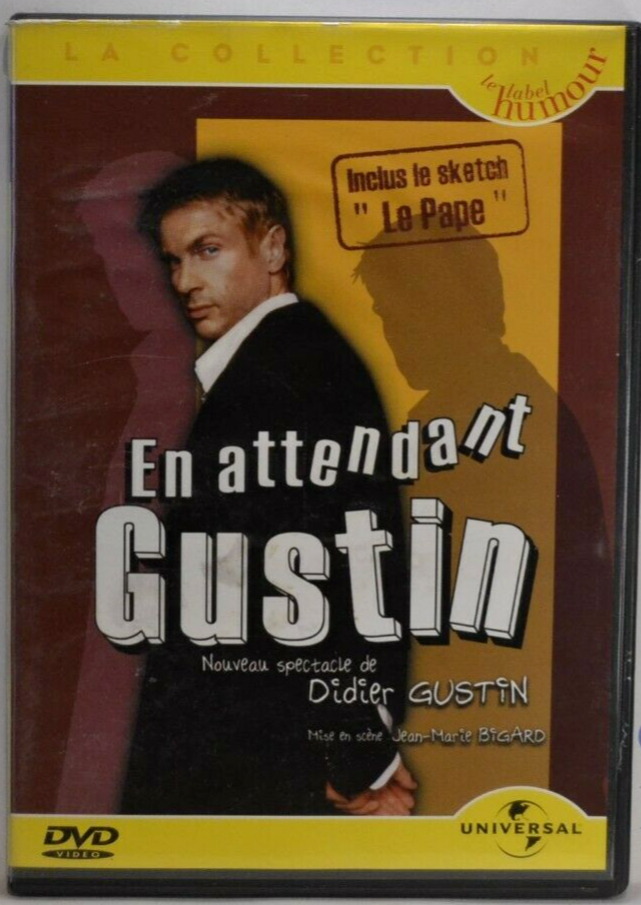 LA COLLECTION
le label
humour
Inclus le sketch
" Le Pape "
En attendant
Gustin
Nouveau spectacle de
Didier GUSTIN
Mise en scène Jean-Marie BIGARD
DVD
VIDEO
UNIVERSAL